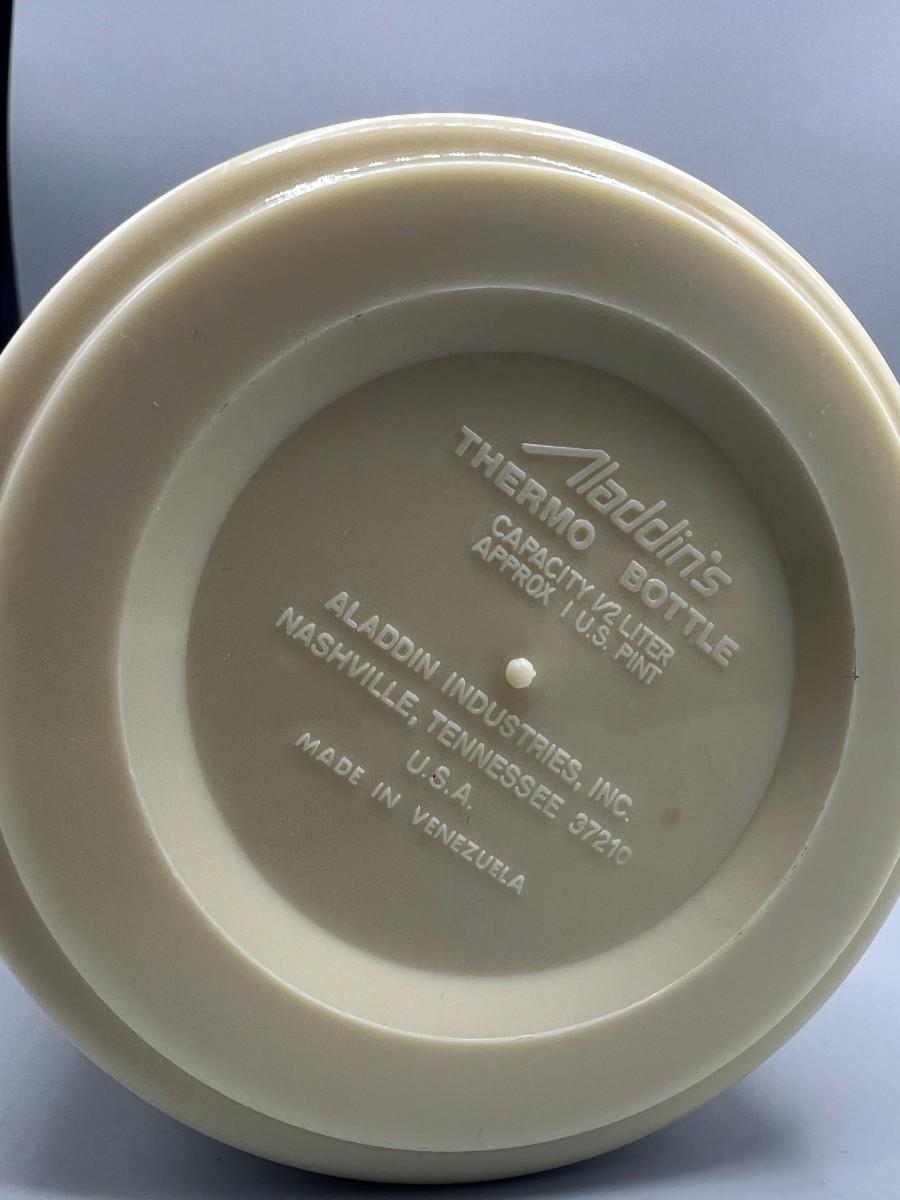 Aladdin's
THERMO BOTTLE
CAPACITY 1/2 LITER
APPROX 1 U.S. PINT
ALADDIN INDUSTRIES, INC.
NASHVILLE, TENNESSEE 37210
U.S.A.
MADE IN VENEZUELA